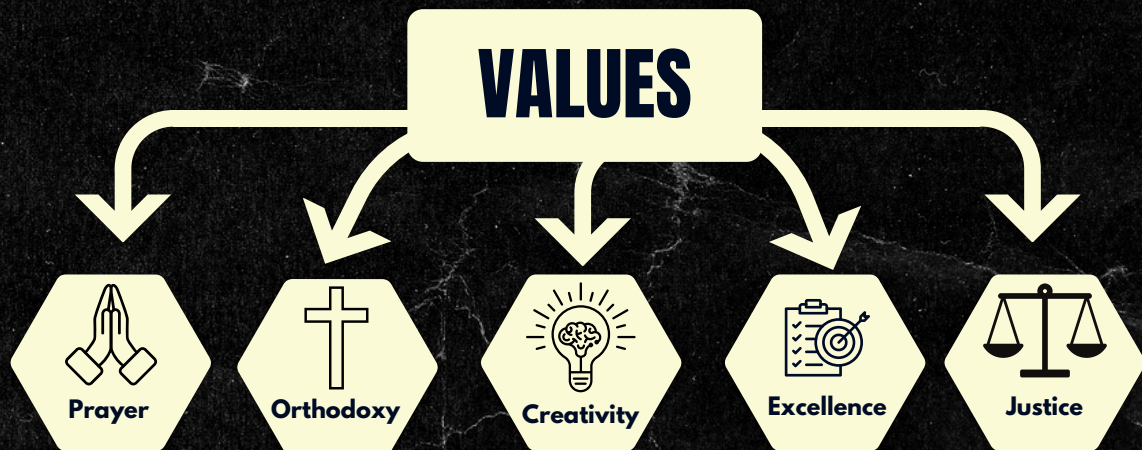 VALUES
Prayer
Orthodoxy
Creativity
Excellence
Justice